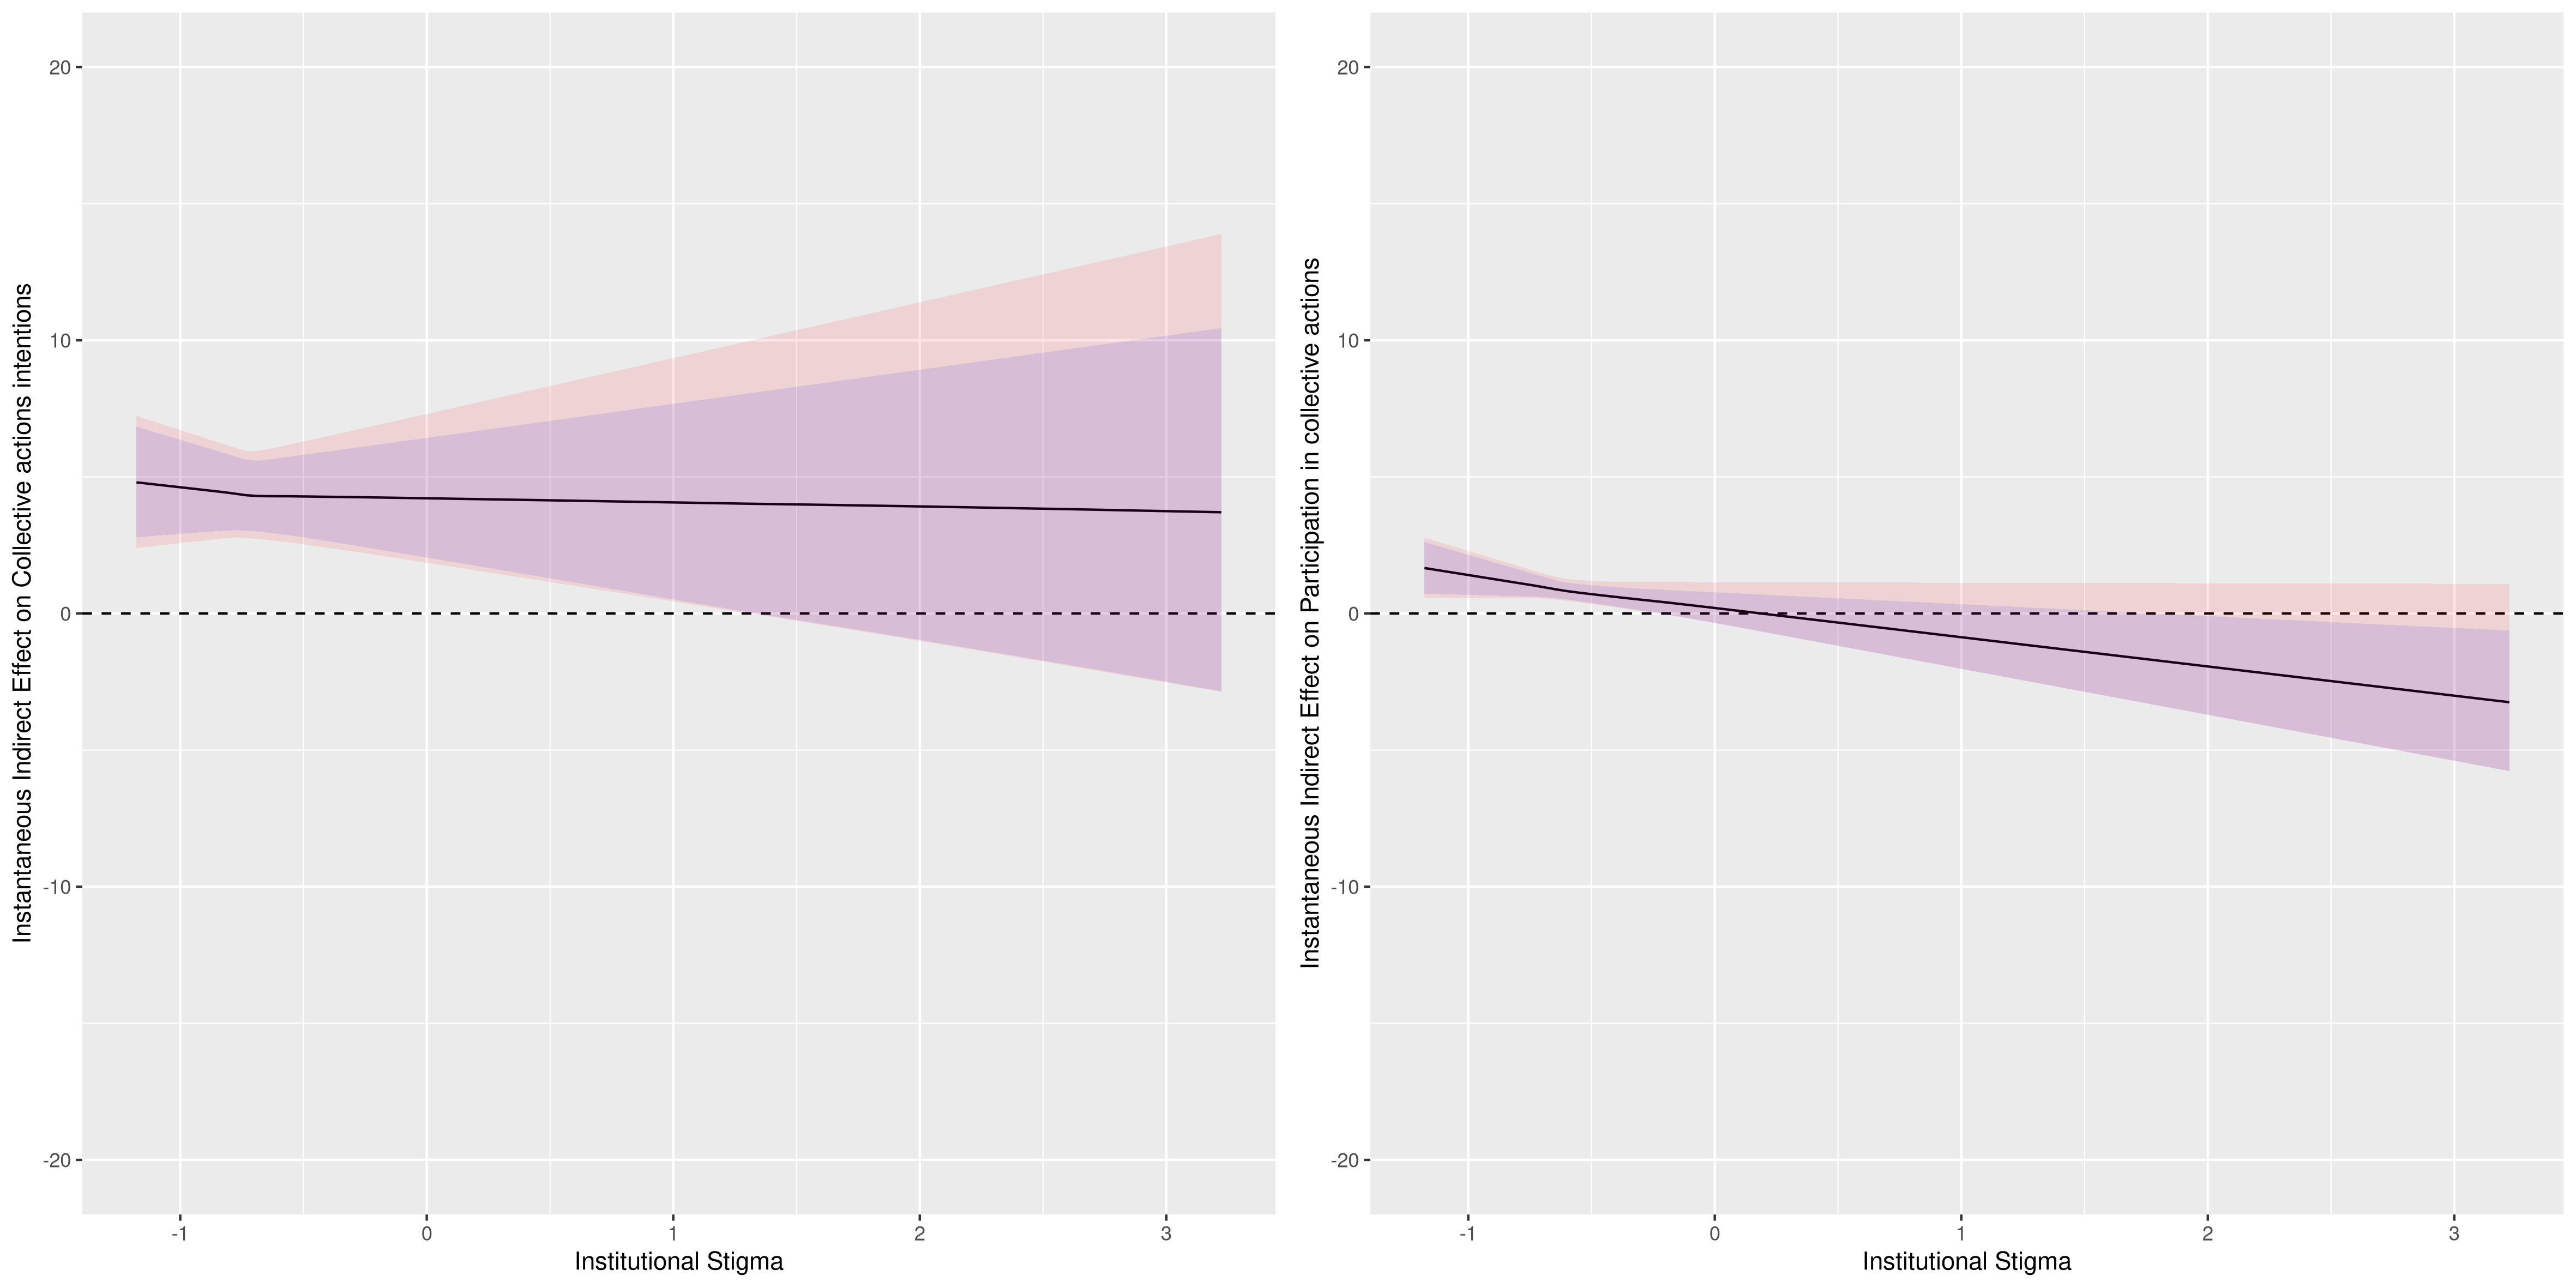 Instantaneous Indirect Effect on Collective actions intentions
20
10
0
-10
-20
-1 0 1 2 3
Institutional Stigma
Instantaneous Indirect Effect on Participation in collective actions
20
10
0
-10
-20
-1 0 1 2 3
Institutional Stigma